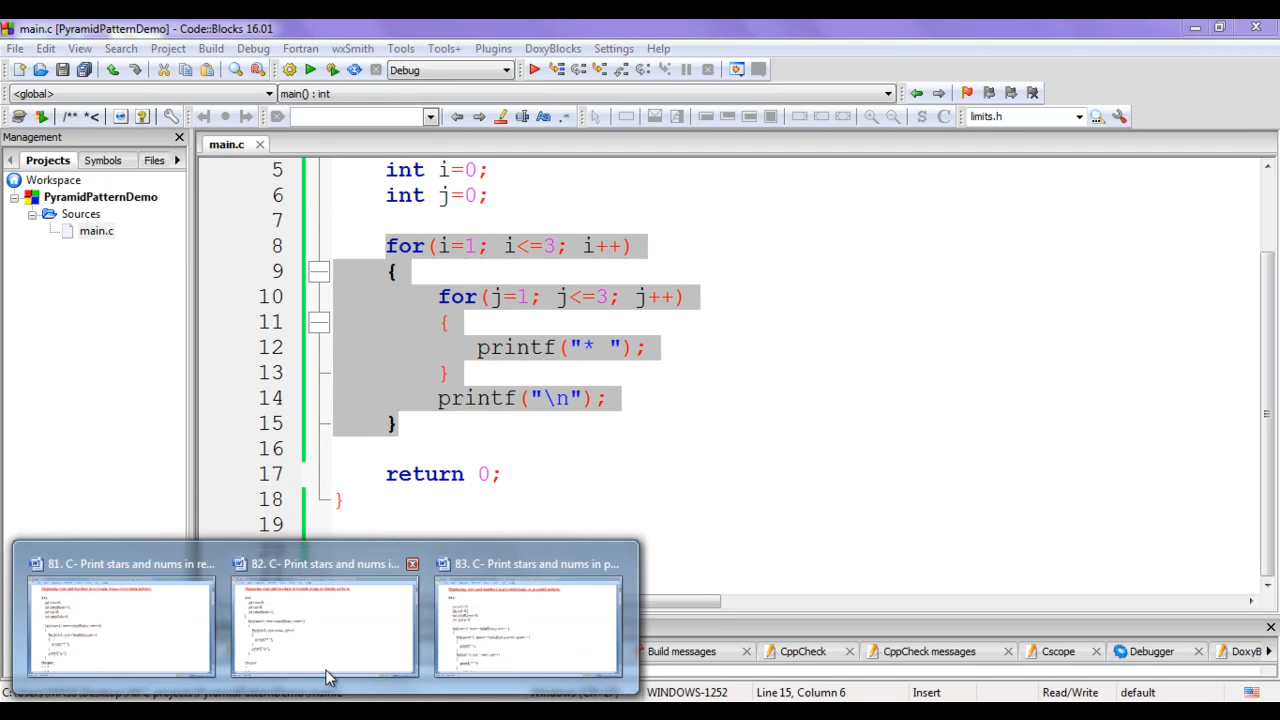 main.c [PyramidPatternDemo] - Code::Blocks 16.01
File Edit View Search Project Build Debug Fortran wxSmith Tools Tools+ Plugins DoxyBlocks Settings Help
Debug
<global> main() : int
/** *< limits.h
Management
Projects Symbols Files
main.c
Workspace
PyramidPatternDemo
Sources
main.c
5 int i=0;
6 int j=0;
7
8 for(i=1; i<=3; i++)
9 {
10 for(j=1; j<=3; j++)
11 {
12 printf("* ");
13 }
14 printf("\n");
15 }
16
17 return 0;
18 }
19
81. C- Print stars and nums in re...
82. C- Print stars and nums i...
83. C- Print stars and nums in p...
Build messages CppCheck CppCheck messages Cscope Debug DoxyB
WINDOWS-1252 Line 15, Column 6 Insert Read/Write default